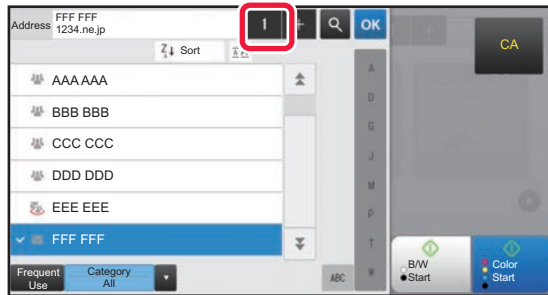 Address FFF FFF
1234.ne.jp
1
+
OK
CA
Z↓ Sort
AAA AAA
BBB BBB
CCC CCC
DDD DDD
EEE EEE
FFF FFF
A
D
G
J
M
P
T
W
ABC
Frequent
Use
Category
All
B/W
Start
Color
Start